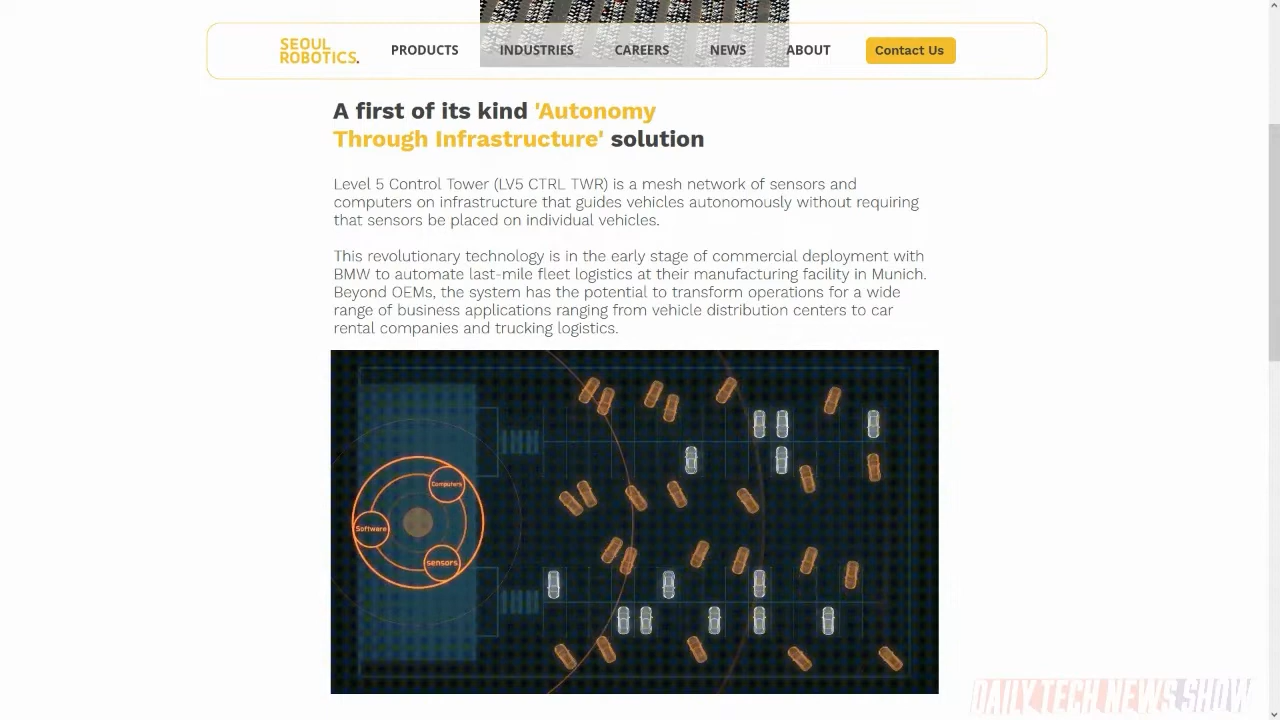 SEOUL
ROBOTICS.
PRODUCTS
INDUSTRIES
CAREERS
NEWS
ABOUT
Contact Us
A first of its kind 'Autonomy
Through Infrastructure' solution
Level 5 Control Tower (LV5 CTRL TWR) is a mesh network of sensors and
computers on infrastructure that guides vehicles autonomously without requiring
that sensors be placed on individual vehicles.
This revolutionary technology is in the early stage of commercial deployment with
BMW to automate last-mile fleet logistics at their manufacturing facility in Munich.
Beyond OEMs, the system has the potential to transform operations for a wide
range of business applications ranging from vehicle distribution centers to car
rental companies and trucking logistics.
Computers
Software
sensors
DAILY TECH NEWS SHOW